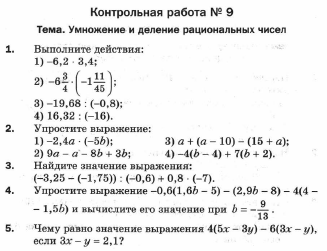 Контрольная работа № 9
Тема. Умножение и деление рациональных чисел
1. Выполните действия:
1) –6,2 · 3,4;
2) –6 3/4 · (–1 11/45);
3) –19,68 : (–0,8);
4) 16,32 : (–16).
2. Упростите выражение:
1) –2,4a · (–5b); 3) a + (a – 10) – (15 + a);
2) 9a – a – 8b + 3b; 4) –4(b – 4) + 7(b + 2).
3. Найдите значение выражения:
(–3,25 – (–1,75)) : (–0,6) + 0,8 · (–7).
4. Упростите выражение –0,6(1,6b – 5) – (2,9b – 8) – 4(4 –
– 1,5b) и вычислите его значение при b = –9/13.
5. Чему равно значение выражения 4(5x – 3y) – 6(3x – y),
если 3x – y = 2,1?